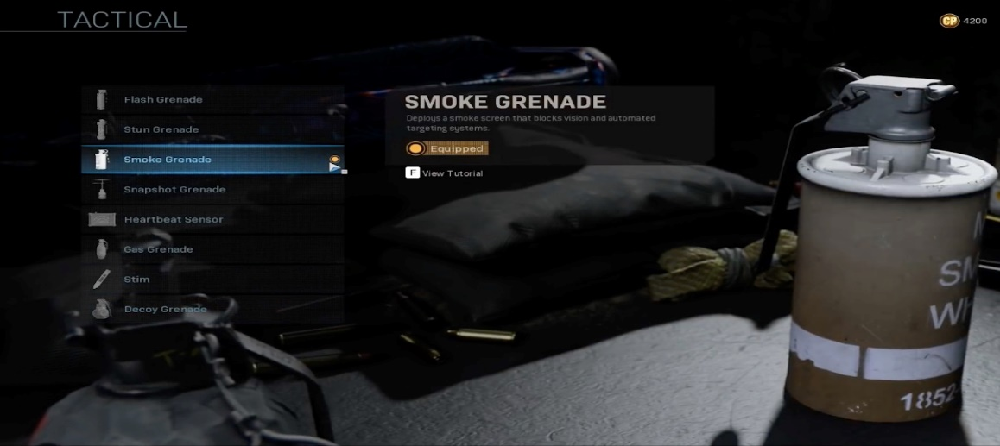 TACTICAL
CP 4200
Flash Grenade
Stun Grenade
Smoke Grenade
Snapshot Grenade
Heartbeat Sensor
Gas Grenade
Stim
Decoy Grenade
SMOKE GRENADE
Deploys a smoke screen that blocks vision and automated
targeting systems.
Equipped
F View Tutorial
M
SM
WH
1852-